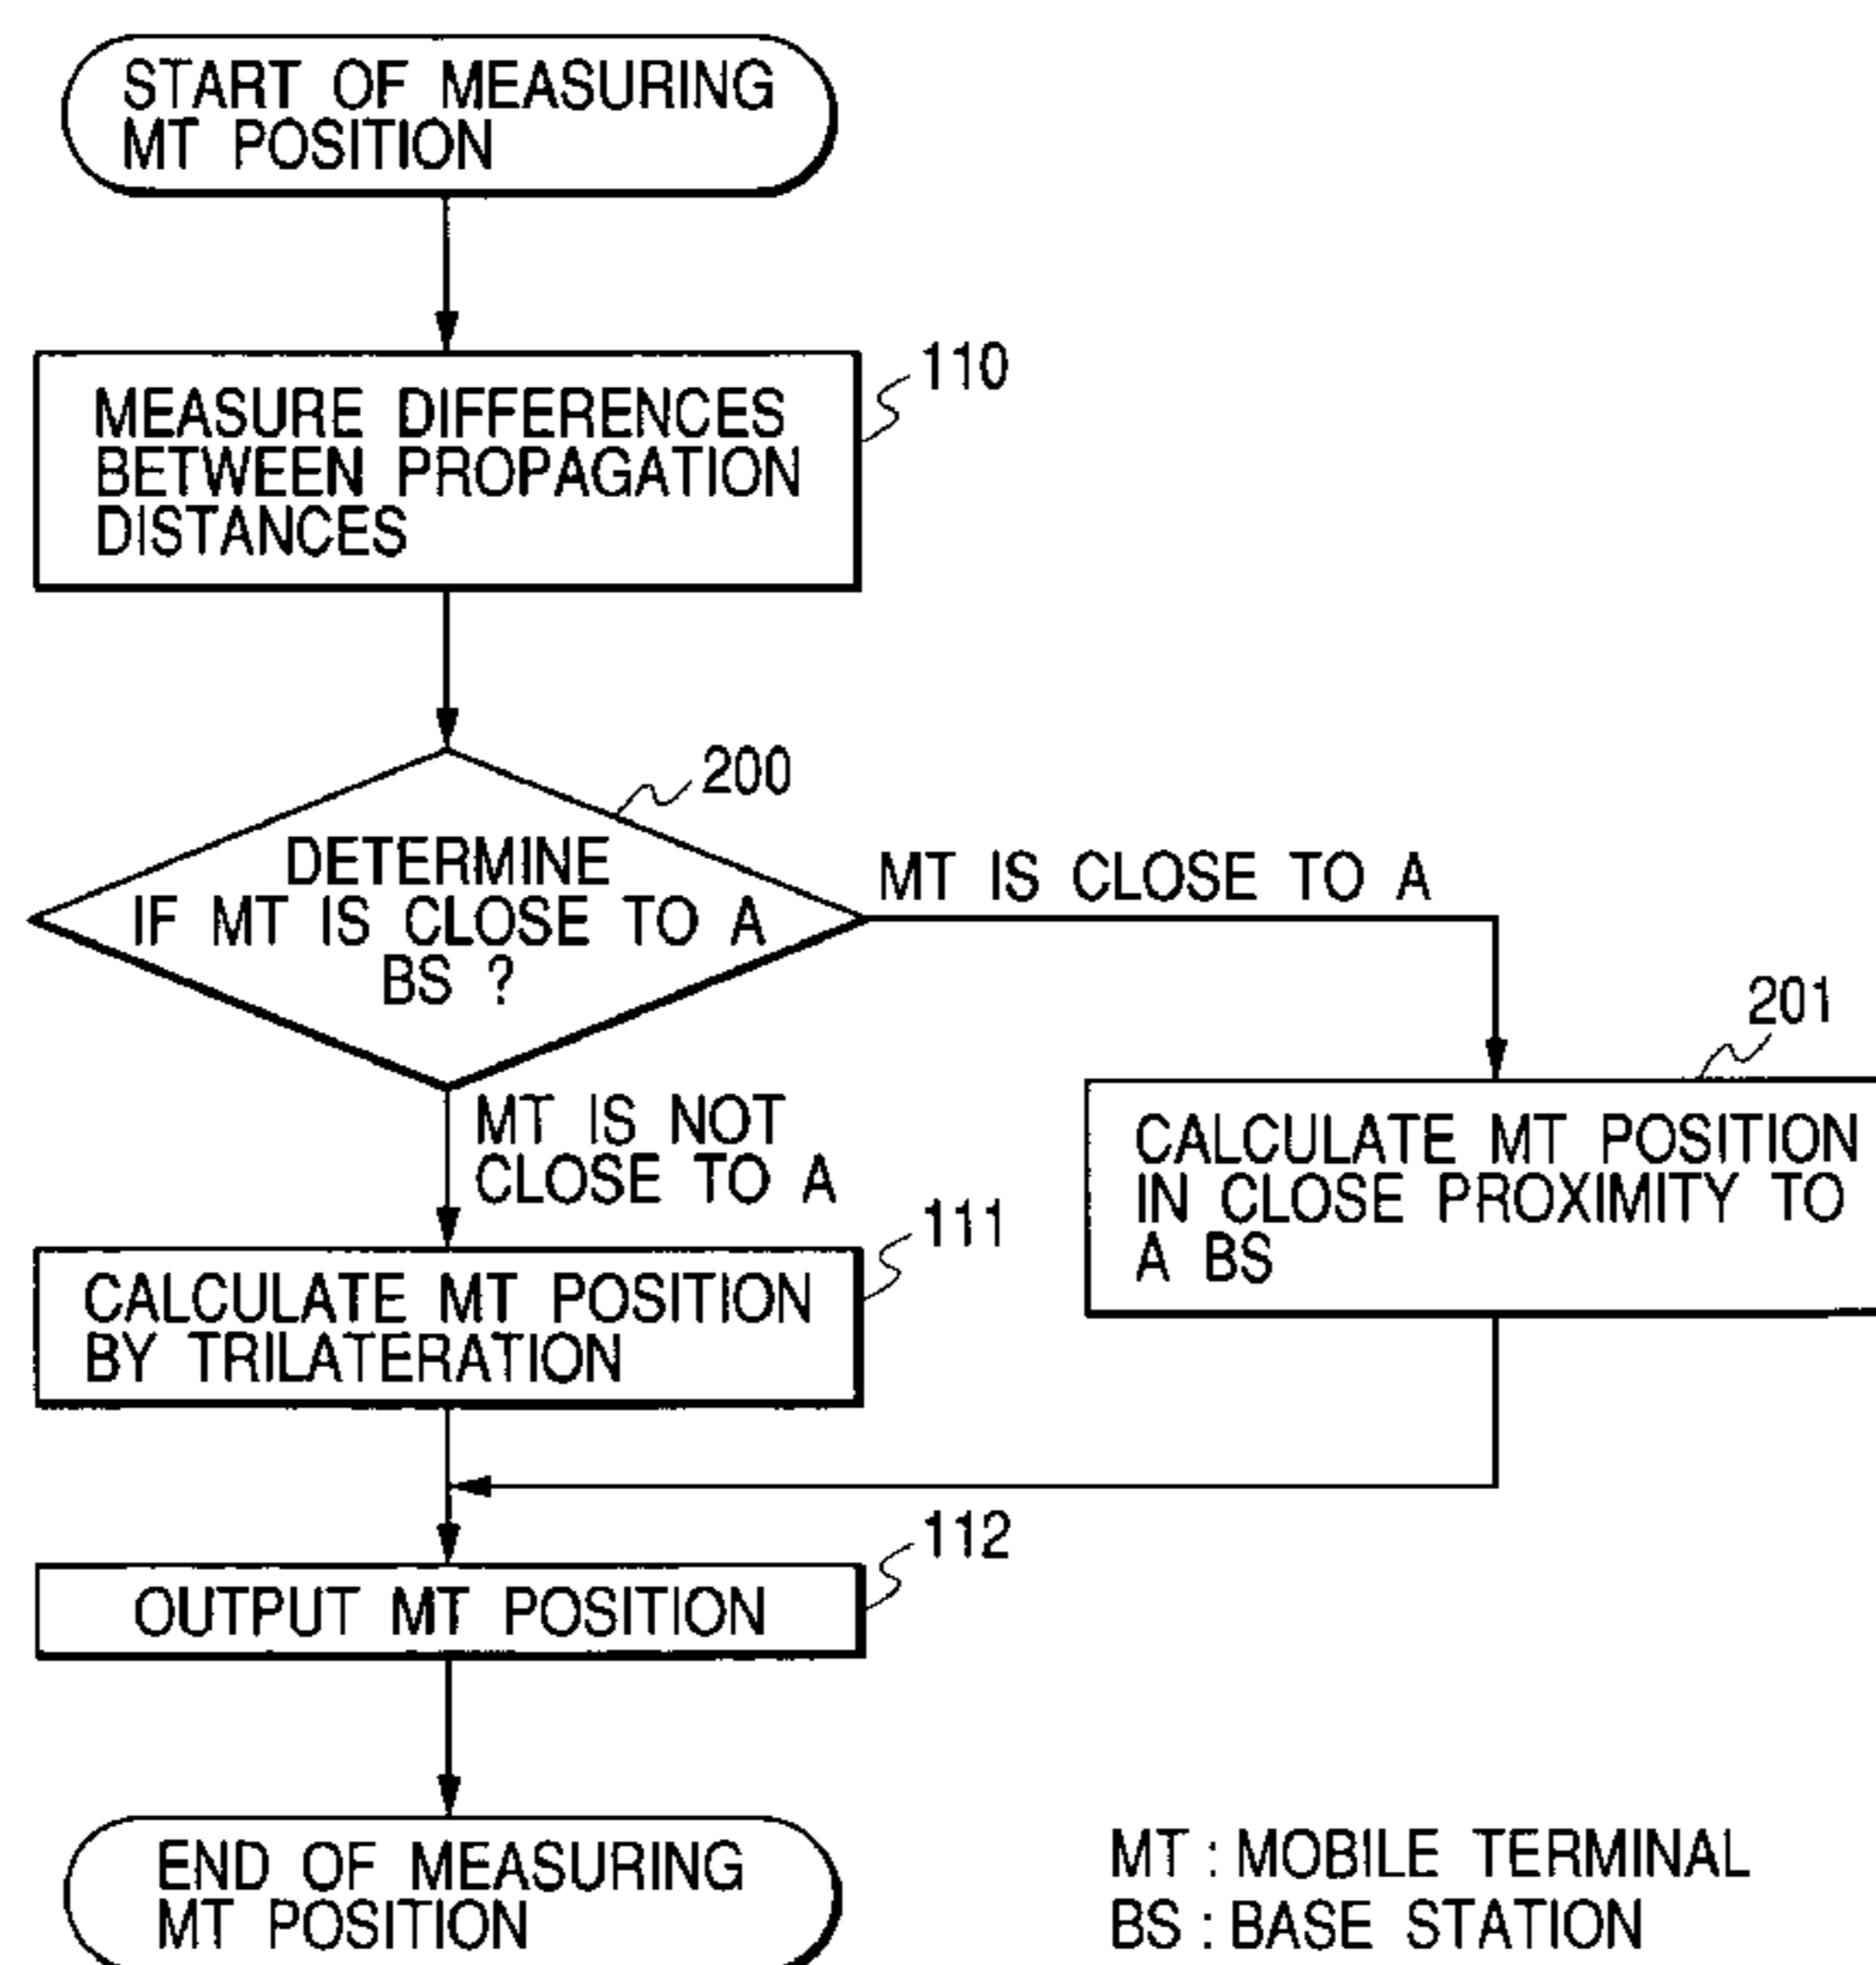 START OF MEASURING
MT POSITION
110
MEASURE DIFFERENCES
BETWEEN PROPAGATION
DISTANCES
200
DETERMINE
IF MT IS CLOSE TO A
BS ?
MT IS CLOSE TO A
201
CALCULATE MT POSITION
IN CLOSE PROXIMITY TO
A BS
MT IS NOT
CLOSE TO A
111
CALCULATE MT POSITION
BY TRILATERATION
112
OUTPUT MT POSITION
END OF MEASURING
MT POSITION
MT : MOBILE TERMINAL
BS : BASE STATION